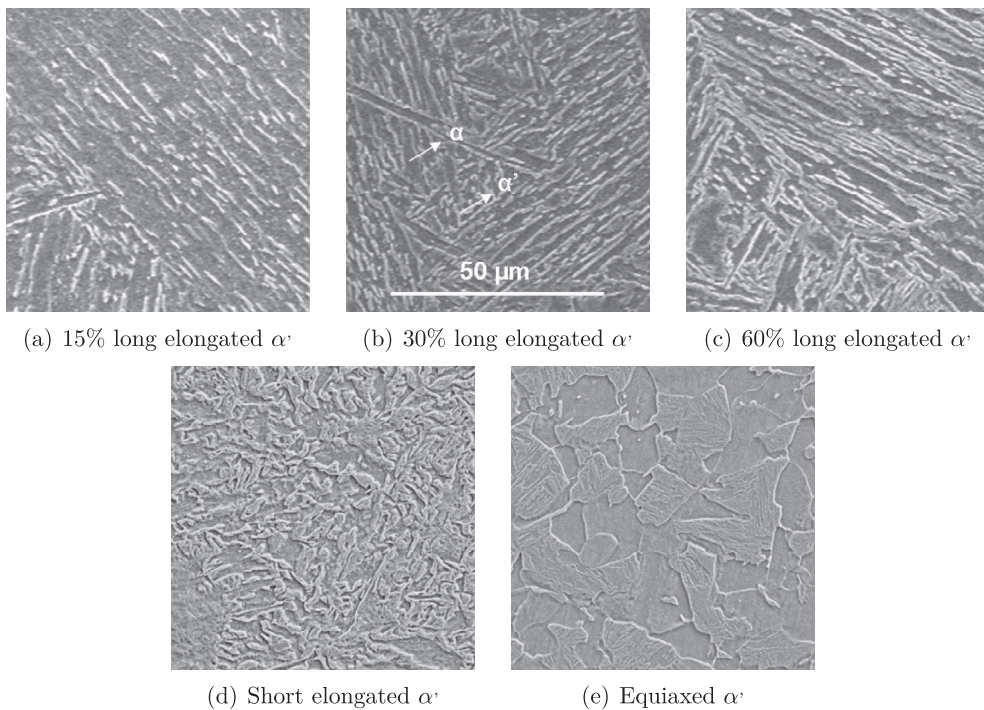 α
α'
50 µm
(a) 15% long elongated α'
(b) 30% long elongated α'
(c) 60% long elongated α'
(d) Short elongated α'
(e) Equiaxed α'